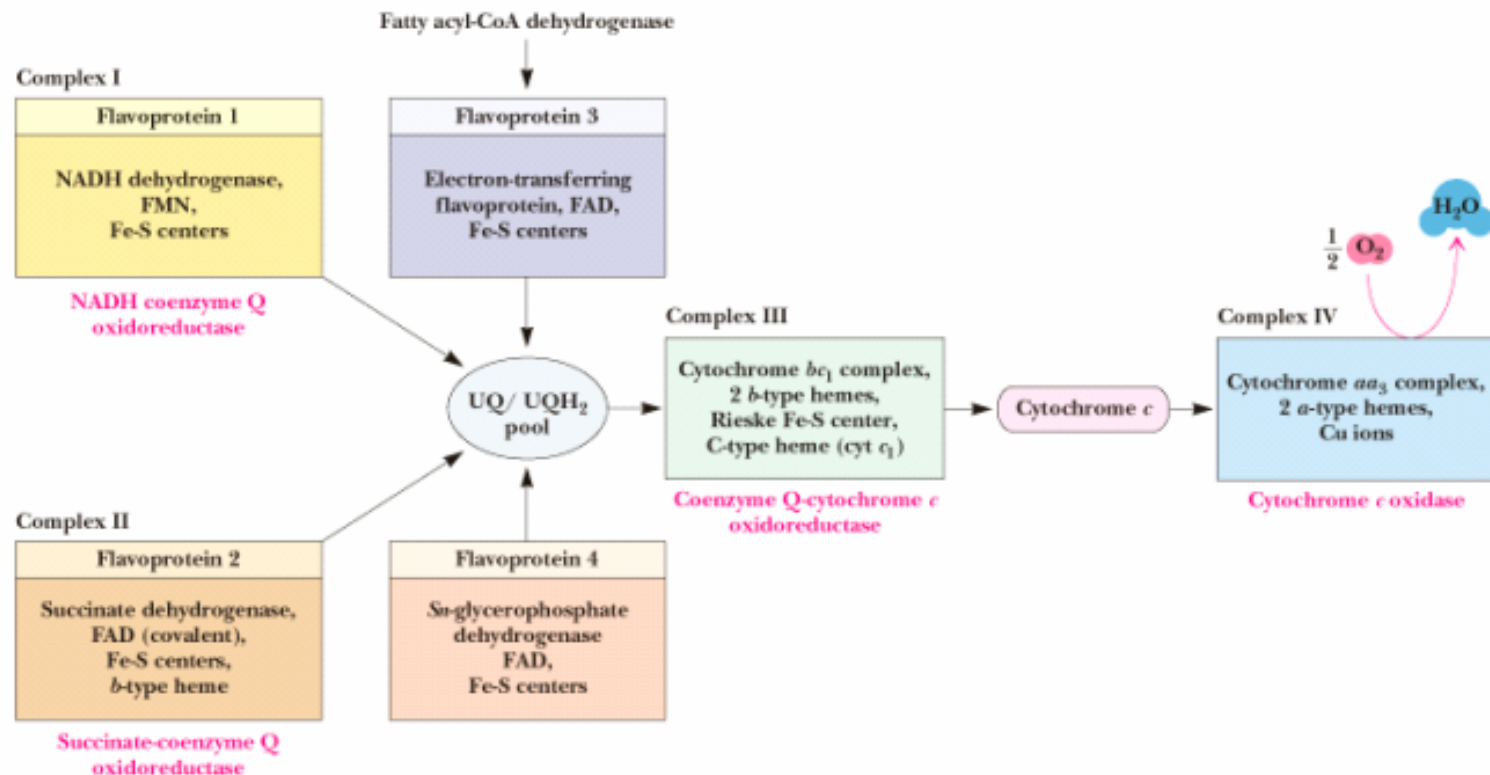 Fatty acyl-CoA dehydrogenase
Complex I
Flavoprotein 1
NADH dehydrogenase,
FMN,
Fe-S centers
NADH coenzyme Q
oxidoreductase
Flavoprotein 3
Electron-transferring
flavoprotein, FAD,
Fe-S centers
UQ/ UQH₂
pool
Complex II
Flavoprotein 2
Succinate dehydrogenase,
FAD (covalent),
Fe-S centers,
b-type heme
Succinate-coenzyme Q
oxidoreductase
Flavoprotein 4
Sn-glycerophosphate
dehydrogenase
FAD,
Fe-S centers
Complex III
Cytochrome bc₁ complex,
2 b-type hemes,
Rieske Fe-S center,
C-type heme (cyt c₁)
Coenzyme Q-cytochrome c
oxidoreductase
Cytochrome c
1/2 O₂
H₂O
Complex IV
Cytochrome aa₃ complex,
2 a-type hemes,
Cu ions
Cytochrome c oxidase